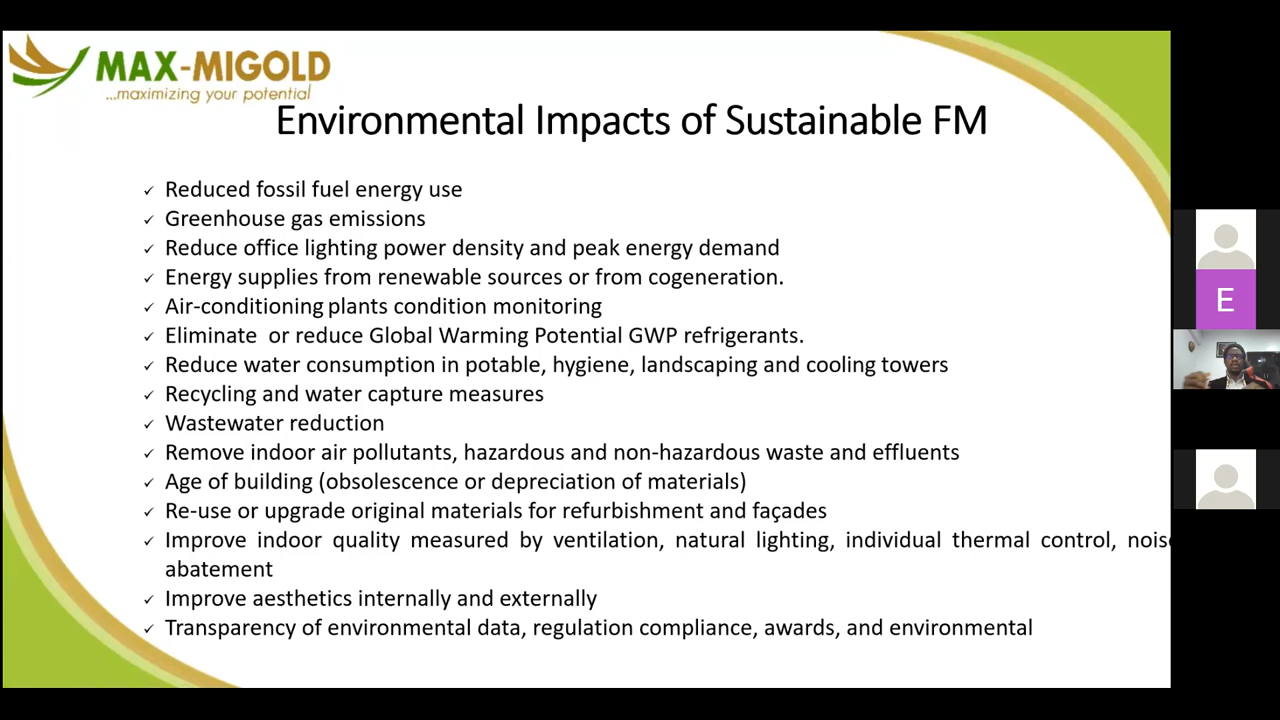 MAX-MIGOLD
...maximizing your potential
Environmental Impacts of Sustainable FM
✓ Reduced fossil fuel energy use
✓ Greenhouse gas emissions
✓ Reduce office lighting power density and peak energy demand
✓ Energy supplies from renewable sources or from cogeneration.
✓ Air-conditioning plants condition monitoring
✓ Eliminate  or reduce Global Warming Potential GWP refrigerants.
✓ Reduce water consumption in potable, hygiene, landscaping and cooling towers
✓ Recycling and water capture measures
✓ Wastewater reduction
✓ Remove indoor air pollutants, hazardous and non-hazardous waste and effluents
✓ Age of building (obsolescence or depreciation of materials)
✓ Re-use or upgrade original materials for refurbishment and façades
✓ Improve indoor quality measured by ventilation, natural lighting, individual thermal control, noise
abatement
✓ Improve aesthetics internally and externally
✓ Transparency of environmental data, regulation compliance, awards, and environmental
E